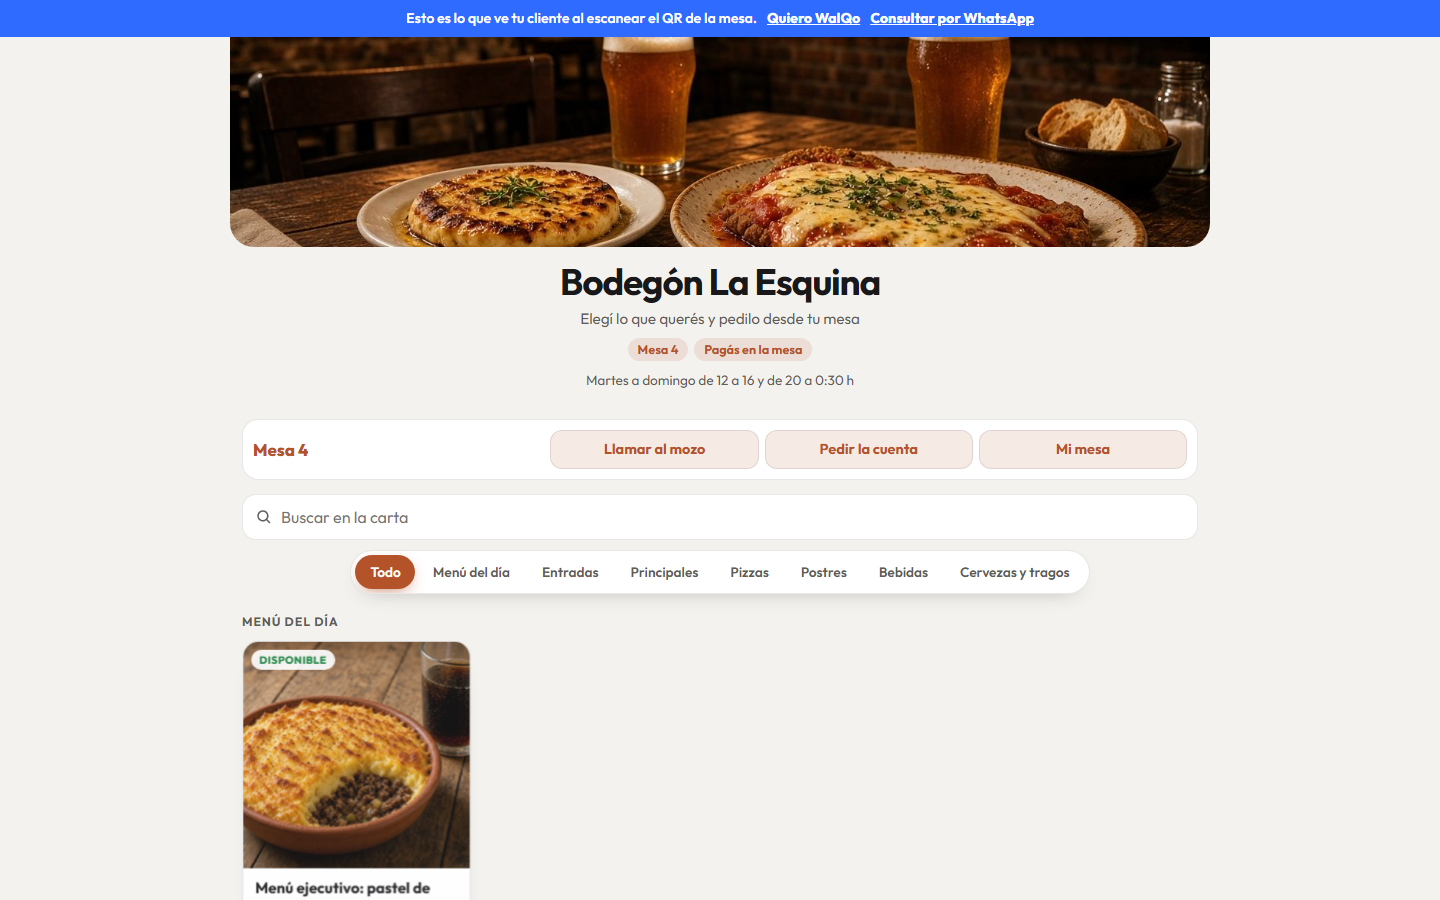 Esto es lo que ve tu cliente al escanear el QR de la mesa. Quiero WalQo Consultar por WhatsApp
Bodegón La Esquina
Elegí lo que querés y pedilo desde tu mesa
Mesa 4 Pagás en la mesa
Martes a domingo de 12 a 16 y de 20 a 0:30 h
Mesa 4 Llamar al mozo Pedir la cuenta Mi mesa
Buscar en la carta
Todo Menú del día Entradas Principales Pizzas Postres Bebidas Cervezas y tragos
MENÚ DEL DÍA
DISPONIBLE
Menú ejecutivo: pastel de